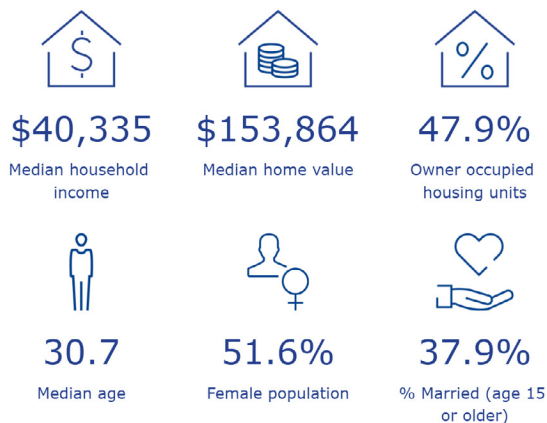 $
%
$40,335
$153,864
47.9%
Median household
income
Median home value
Owner occupied
housing units
30.7
51.6%
37.9%
Median age
Female population
% Married (age 15
or older)